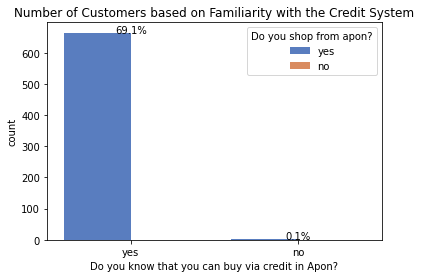 Number of Customers based on Familiarity with the Credit System
69.1%
Do you shop from apon?
yes
no
600
500
400
300
200
100
0
count
0.1%
yes
no
Do you know that you can buy via credit in Apon?